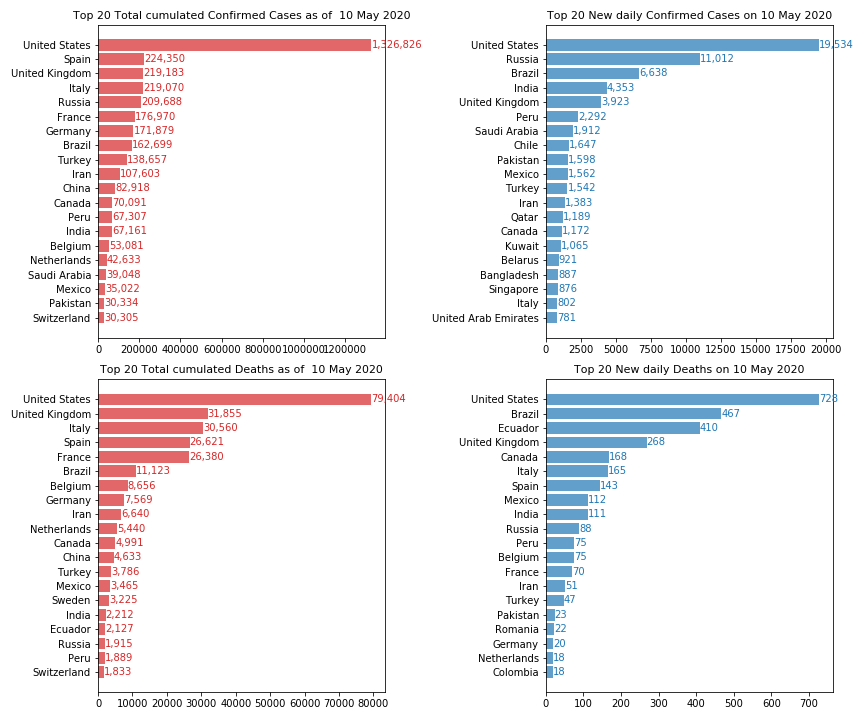 Top 20 Total cumulated Confirmed Cases as of  10 May 2020
United States 1,326,826
Spain 224,350
United Kingdom 219,183
Italy 219,070
Russia 209,688
France 176,970
Germany 171,879
Brazil 162,699
Turkey 138,657
Iran 107,603
China 82,918
Canada 70,091
Peru 67,307
India 67,161
Belgium 53,081
Netherlands 42,633
Saudi Arabia 39,048
Mexico 35,022
Pakistan 30,334
Switzerland 30,305
0 200000 400000 600000 800000 1000000 1200000
Top 20 New daily Confirmed Cases on 10 May 2020
United States 19,534
Russia 11,012
Brazil 6,638
India 4,353
United Kingdom 3,923
Peru 2,292
Saudi Arabia 1,912
Chile 1,647
Pakistan 1,598
Mexico 1,562
Turkey 1,542
Iran 1,383
Qatar 1,189
Canada 1,172
Kuwait 1,065
Belarus 921
Bangladesh 887
Singapore 876
Italy 802
United Arab Emirates 781
0 2500 5000 7500 10000 12500 15000 17500 20000
Top 20 Total cumulated Deaths as of  10 May 2020
United States 79,404
United Kingdom 31,855
Italy 30,560
Spain 26,621
France 26,380
Brazil 11,123
Belgium 8,656
Germany 7,569
Iran 6,640
Netherlands 5,440
Canada 4,991
China 4,633
Turkey 3,786
Mexico 3,465
Sweden 3,225
India 2,212
Ecuador 2,127
Russia 1,915
Peru 1,889
Switzerland 1,833
0 10000 20000 30000 40000 50000 60000 70000 80000
Top 20 New daily Deaths on 10 May 2020
United States 728
Brazil 467
Ecuador 410
United Kingdom 268
Canada 168
Italy 165
Spain 143
Mexico 112
India 111
Russia 88
Peru 75
Belgium 75
France 70
Iran 51
Turkey 47
Pakistan 23
Romania 22
Germany 20
Netherlands 18
Colombia 18
0 100 200 300 400 500 600 700